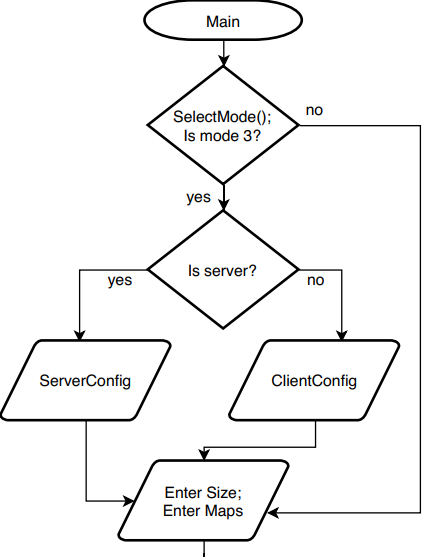 Main
SelectMode();
Is mode 3?
no
yes
Is server?
yes
no
ServerConfig
ClientConfig
Enter Size;
Enter Maps